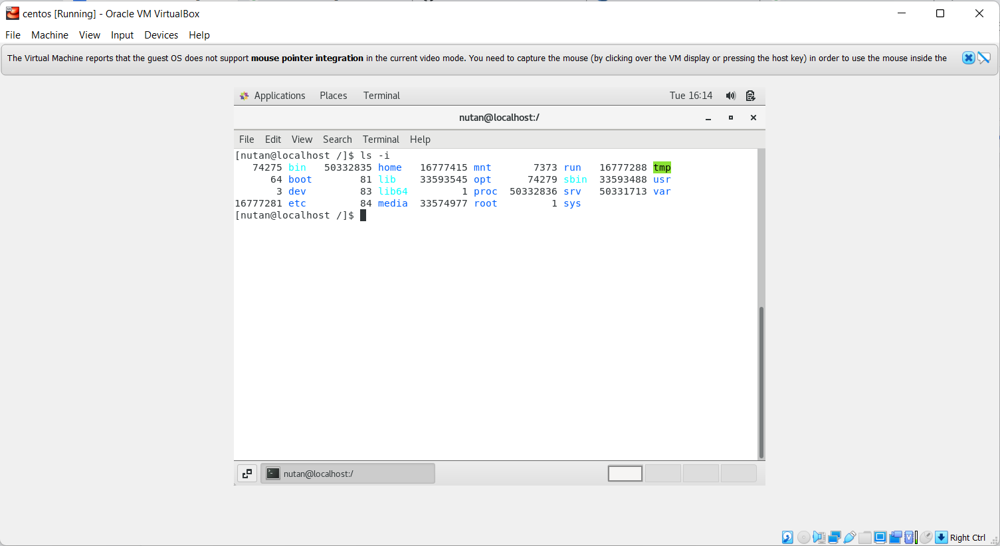 centos [Running] - Oracle VM VirtualBox
File Machine View Input Devices Help
The Virtual Machine reports that the guest OS does not support mouse pointer integration in the current video mode. You need to capture the mouse (by clicking over the VM display or pressing the host key) in order to use the mouse inside the
Applications Places Terminal Tue 16:14
nutan@localhost:/
File Edit View Search Terminal Help
[nutan@localhost /]$ ls -i
74275 bin 50332835 home 16777415 mnt 7373 run 16777288 tmp
64 boot 81 lib 33593545 opt 74279 sbin 33593488 usr
3 dev 83 lib64 1 proc 50332836 srv 50331713 var
16777281 etc 84 media 33574977 root 1 sys
[nutan@localhost /]$
nutan@localhost:/
Right Ctrl